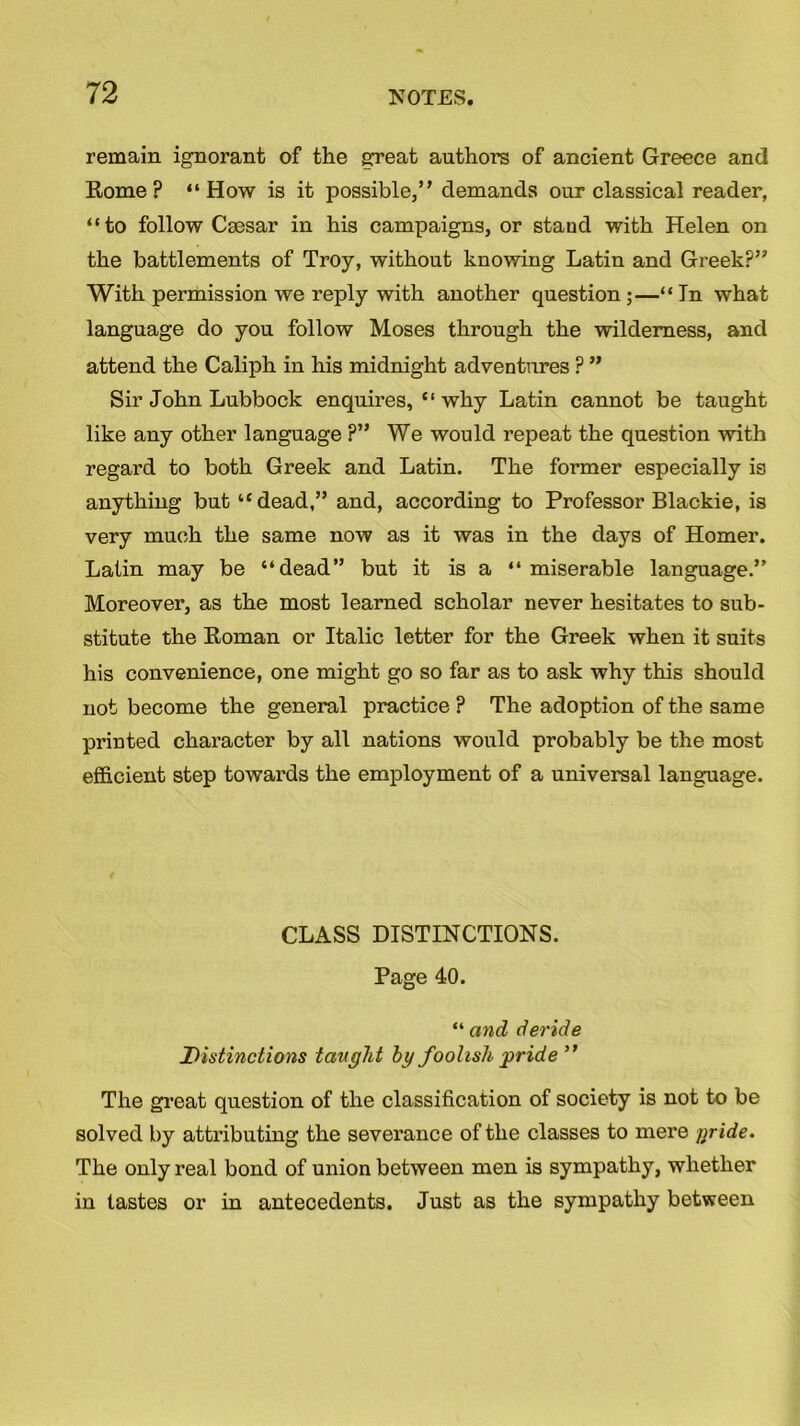 72 NOTES.
remain ignorant of the great authors of ancient Greece and
Rome? “How is it possible,” demands our classical reader,
“to follow Cæsar in his campaigns, or stand with Helen on
the battlements of Troy, without knowing Latin and Greek?”
With permission we reply with another question;—“In what
language do you follow Moses through the wilderness, and
attend the Caliph in his midnight adventures?”
Sir John Lubbock enquires, “why Latin cannot be taught
like any other language?” We would repeat the question with
regard to both Greek and Latin. The former especially is
anything but “dead,” and, according to Professor Blackie, is
very much the same now as it was in the days of Homer.
Latin may be “dead” but it is a “miserable language.”
Moreover, as the most learned scholar never hesitates to sub-
stitute the Roman or Italic letter for the Greek when it suits
his convenience, one might go so far as to ask why this should
not become the general practice? The adoption of the same
printed character by all nations would probably be the most
efficient step towards the employment of a universal language.
CLASS DISTINCTIONS.
Page 40.
“and deride
Distinctions taught by foolish pride”
The great question of the classification of society is not to be
solved by attributing the severance of the classes to mere pride.
The only real bond of union between men is sympathy, whether
in tastes or in antecedents. Just as the sympathy between